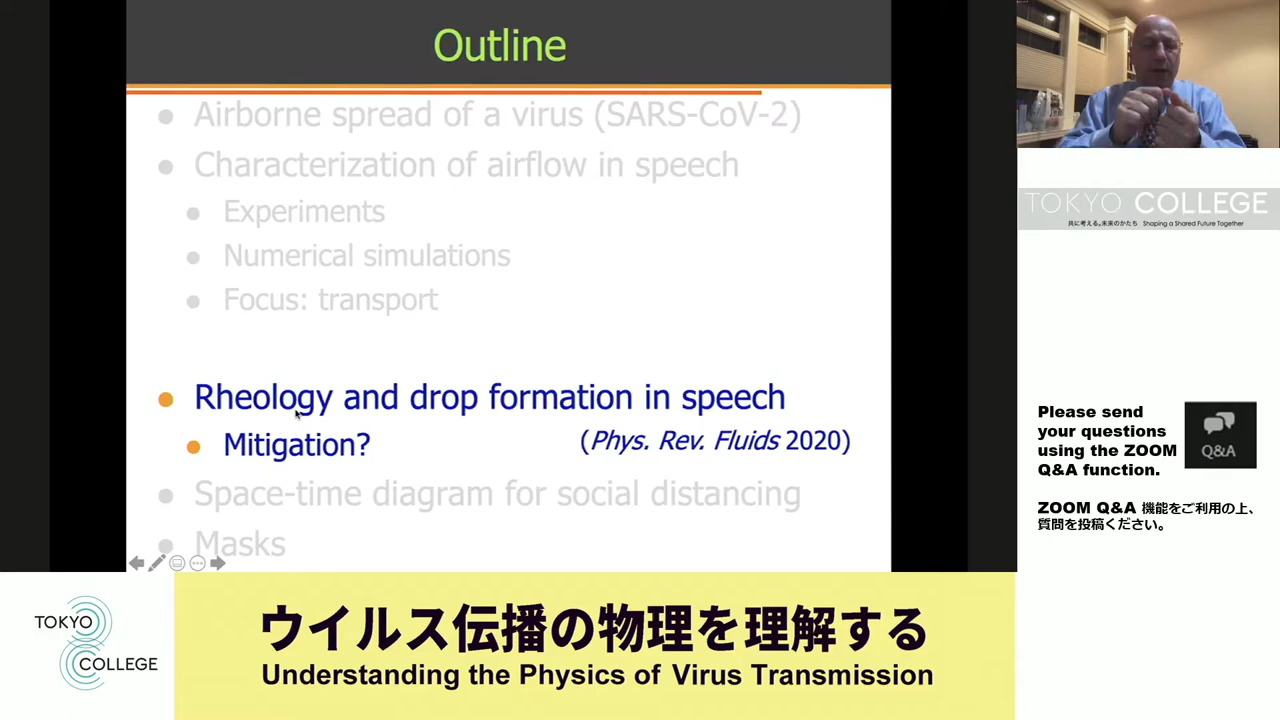 Outline
Airborne spread of a virus (SARS-CoV-2)
Characterization of airflow in speech
Experiments
Numerical simulations
Focus: transport
Rheology and drop formation in speech
Mitigation?
(Phys. Rev. Fluids 2020)
Space-time diagram for social distancing
Masks
TOKYO COLLEGE
共に考える。未来のかたち Shaping a Shared Future Together
Please send
your questions
using the ZOOM
Q&A function.
Q&A
ZOOM Q&A 機能をご利用の上、
質問を投稿ください。
TOKYO
COLLEGE
ウイルス伝播の物理を理解する
Understanding the Physics of Virus Transmission